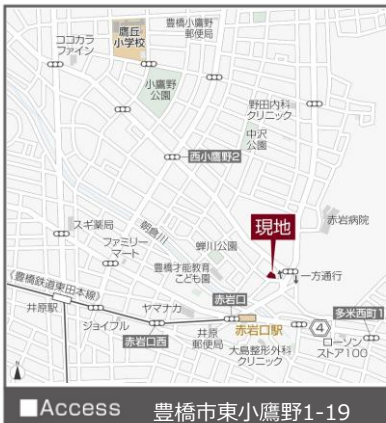 豊橋小鷹野
郵便局
鷹丘
小学校
ココカラ
ファイン
小鷹野
公園
野田内科
クリニック
中沢
公園
西小鷹野2
赤岩病院
スギ薬局
朝倉川
現地
ファミリー
マート
蝉川公園
一方通行
豊橋才能教育
こども園
《豊橋鉄道東田本線》
赤岩口
多米西町1
井原駅
ヤマナカ
ジョイフル
赤岩口西
井原
郵便局
赤岩口駅
4
ローソン
ストア100
大島整形外科
クリニック
■Access 豊橋市東小鷹野1-19